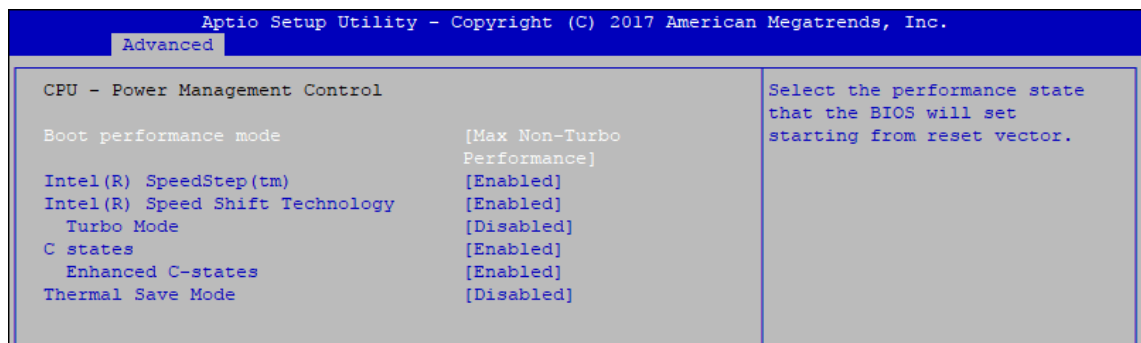 Aptio Setup Utility - Copyright (C) 2017 American Megatrends, Inc.
Advanced
CPU - Power Management Control
Boot performance mode [Max Non-Turbo
Performance]
Intel(R) SpeedStep(tm) [Enabled]
Intel(R) Speed Shift Technology [Enabled]
Turbo Mode [Disabled]
C states [Enabled]
Enhanced C-states [Enabled]
Thermal Save Mode [Disabled]
Select the performance state
that the BIOS will set
starting from reset vector.